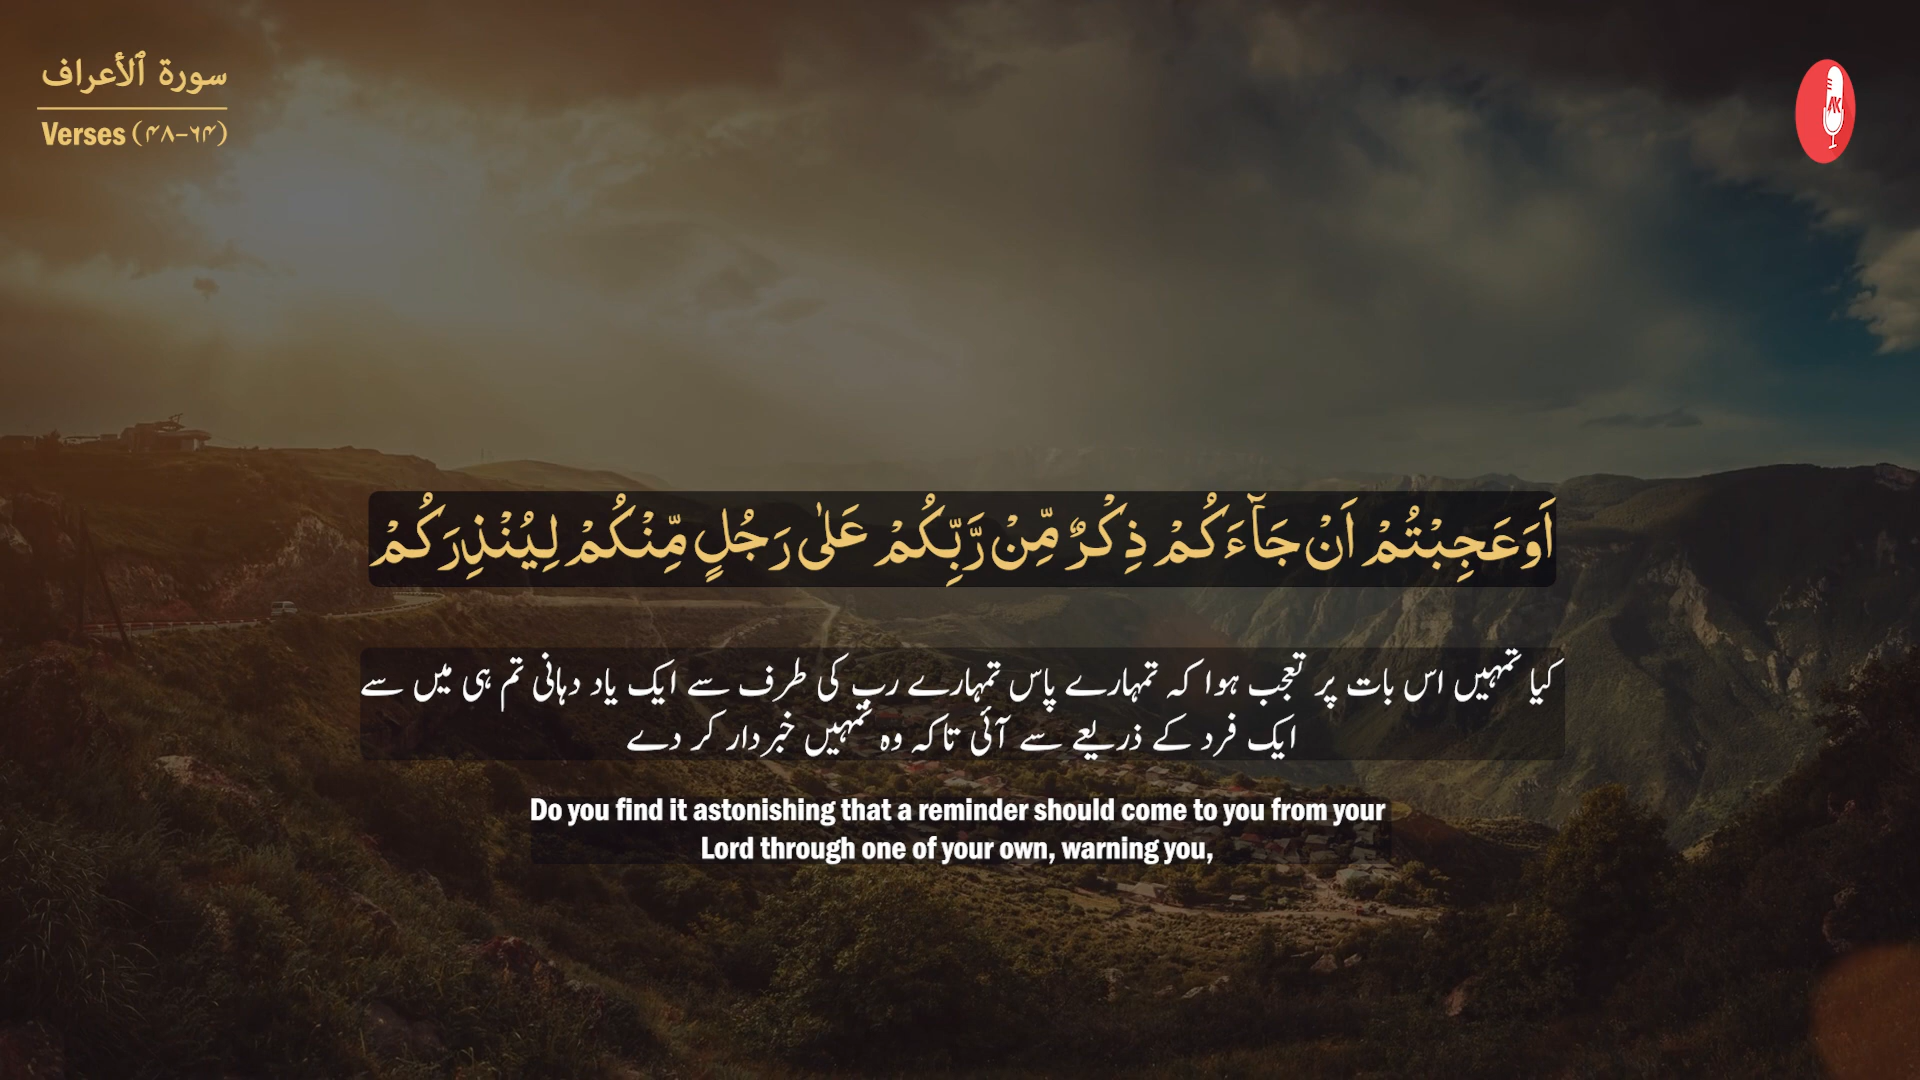 سورة ٱلأعراف
Verses (۴۸-۶۴)
AK
اَوَعَجِبْتُمْ اَنْ جَآءَكُمْ ذِكْرٌ مِّنْ رَّبِّكُمْ عَلٰى رَجُلٍ مِّنْكُمْ لِيُنْذِرَكُمْ
کیا تمہیں اس بات پر تعجب ہوا کہ تمہارے پاس تمہارے رب کی طرف سے ایک یاد دہانی تم ہی میں سے
ایک فرد کے ذریعے سے آئی تاکہ وہ تمہیں خبردار کر دے
Do you find it astonishing that a reminder should come to you from your
Lord through one of your own, warning you,